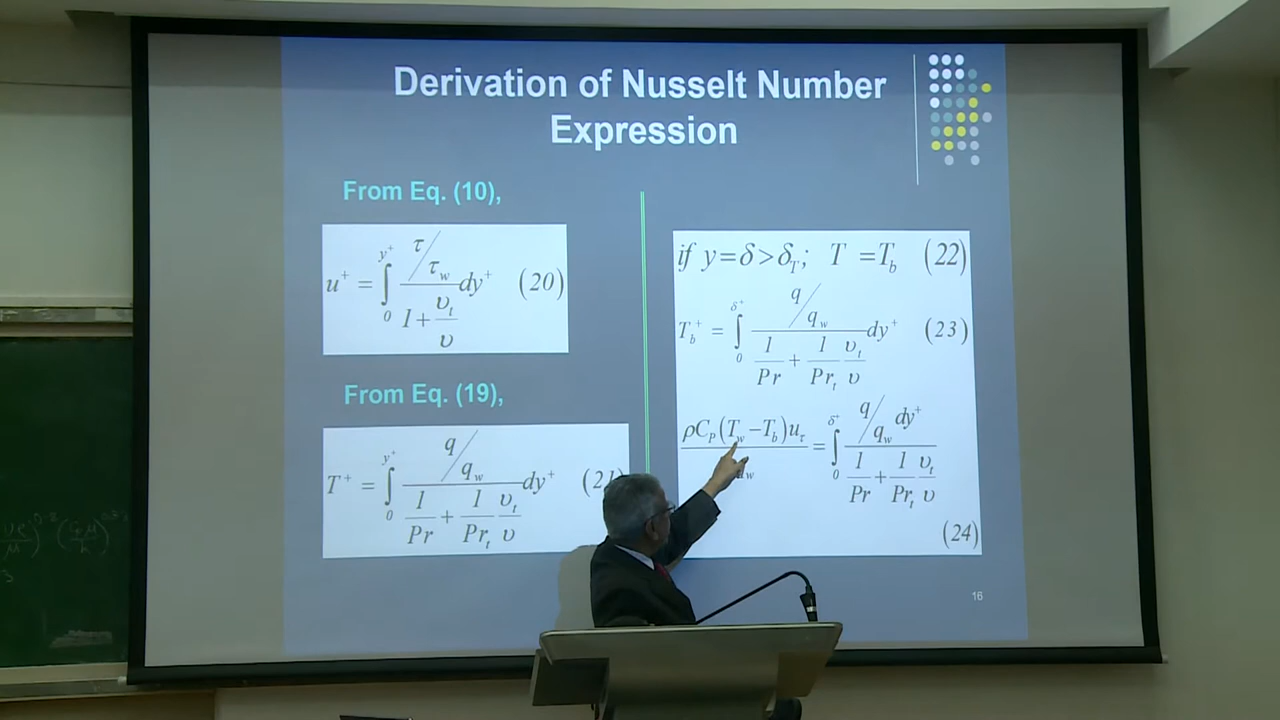 Derivation of Nusselt Number
Expression
From Eq. (10),
u⁺ = ∫₀^{y⁺} (τ/τ_w) / (1 + υ_t/υ) dy⁺ (20)
From Eq. (19),
T⁺ = ∫₀^{y⁺} (q/q_w) / (1/Pr + 1/Pr_t υ_t/υ) dy⁺ (21)
if y=δ>δ_T; T =T_b (22)
T_b⁺ = ∫₀^{δ⁺} (q/q_w) / (1/Pr + 1/Pr_t υ_t/υ) dy⁺ (23)
ρC_P(T_w−T_b)u_τ / _w = ∫₀^{δ⁺} (q/q_w dy⁺) / (1/Pr + 1/Pr_t υ_t/υ)
(24)
16